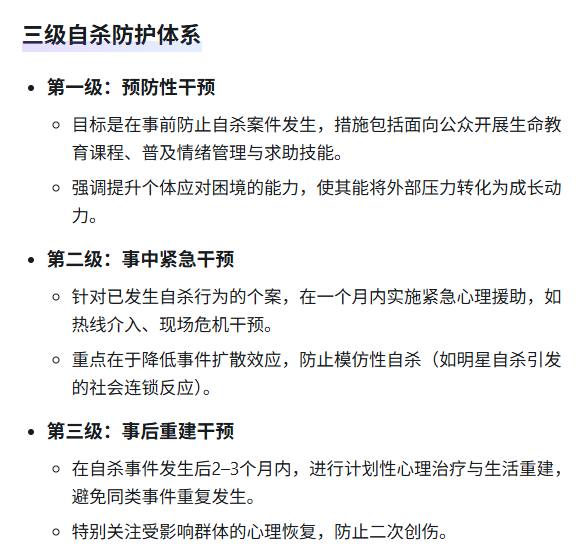 三级自杀防护体系
• 第一级：预防性干预
○ 目标是在事前防止自杀案件发生，措施包括面向公众开展生命教
育课程、普及情绪管理与求助技能。
○ 强调提升个体应对困境的能力，使其能将外部压力转化为成长动
力。
• 第二级：事中紧急干预
○ 针对已发生自杀行为的个案，在一个月内实施紧急心理援助，如
热线介入、现场危机干预。
○ 重点在于降低事件扩散效应，防止模仿性自杀（如明星自杀引发
的社会连锁反应）。
• 第三级：事后重建干预
○ 在自杀事件发生后2–3个月内，进行计划性心理治疗与生活重建，
避免同类事件重复发生。
○ 特别关注受影响群体的心理恢复，防止二次创伤。